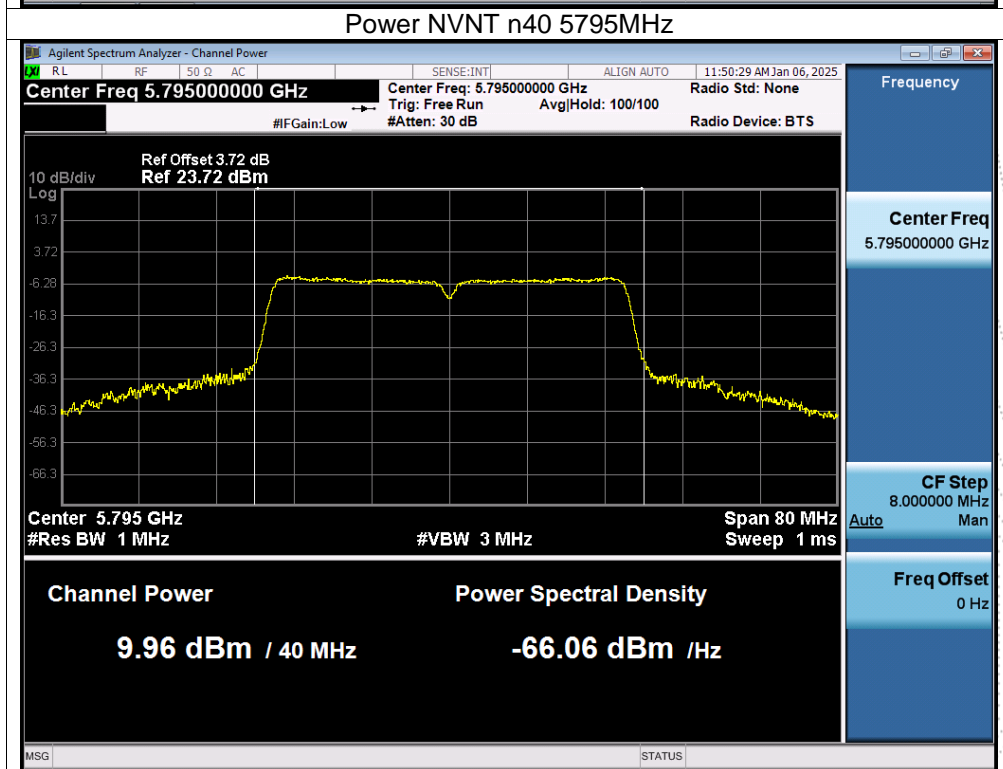 Power NVNT n40 5795MHz
Agilent Spectrum Analyzer - Channel Power
LXI RL RF 50 Ω AC SENSE:INT ALIGN AUTO 11:50:29 AM Jan 06, 2025
Center Freq 5.795000000 GHz
Center Freq: 5.795000000 GHz
Radio Std: None
Trig: Free Run Avg|Hold: 100/100
#IFGain:Low
#Atten: 30 dB
Radio Device: BTS
Frequency
Ref Offset 3.72 dB
10 dB/div Ref 23.72 dBm
Log
13.7
3.72
-6.28
-16.3
-26.3
-36.3
-46.3
-56.3
-66.3
Center 5.795 GHz Span 80 MHz
#Res BW 1 MHz #VBW 3 MHz Sweep 1 ms
Center Freq
5.795000000 GHz
CF Step
8.000000 MHz
Auto Man
Freq Offset
0 Hz
Channel Power Power Spectral Density
9.96 dBm / 40 MHz -66.06 dBm /Hz
MSG STATUS